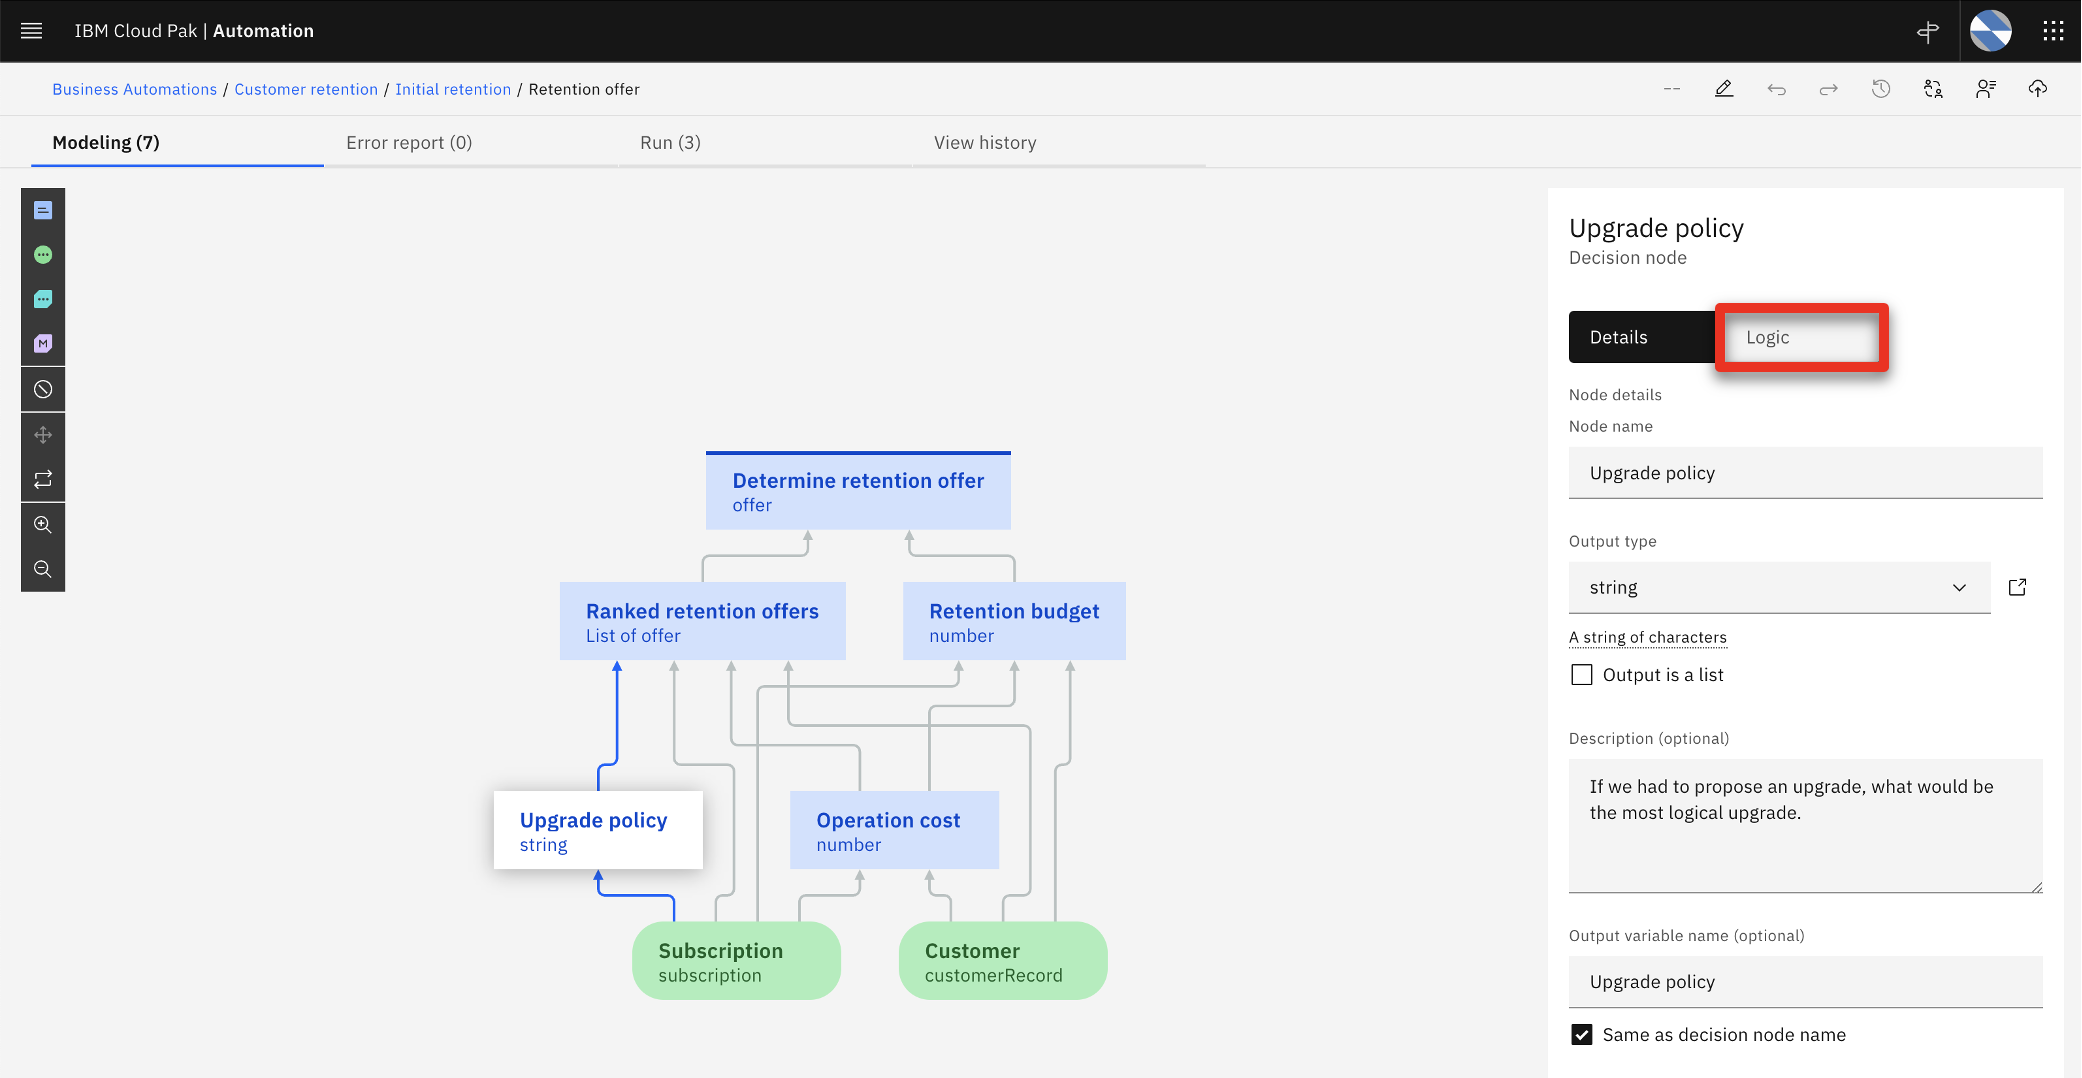 IBM Cloud Pak | Automation
Business Automations / Customer retention / Initial retention / Retention offer
--
Modeling (7)
Error report (0)
Run (3)
View history
M
Determine retention offer
offer
Ranked retention offers
List of offer
Retention budget
number
Upgrade policy
string
Operation cost
number
Subscription
subscription
Customer
customerRecord
Upgrade policy
Decision node
Details
Logic
Node details
Node name
Upgrade policy
Output type
string
A string of characters
Output is a list
Description (optional)
If we had to propose an upgrade, what would be
the most logical upgrade.
Output variable name (optional)
Upgrade policy
Same as decision node name